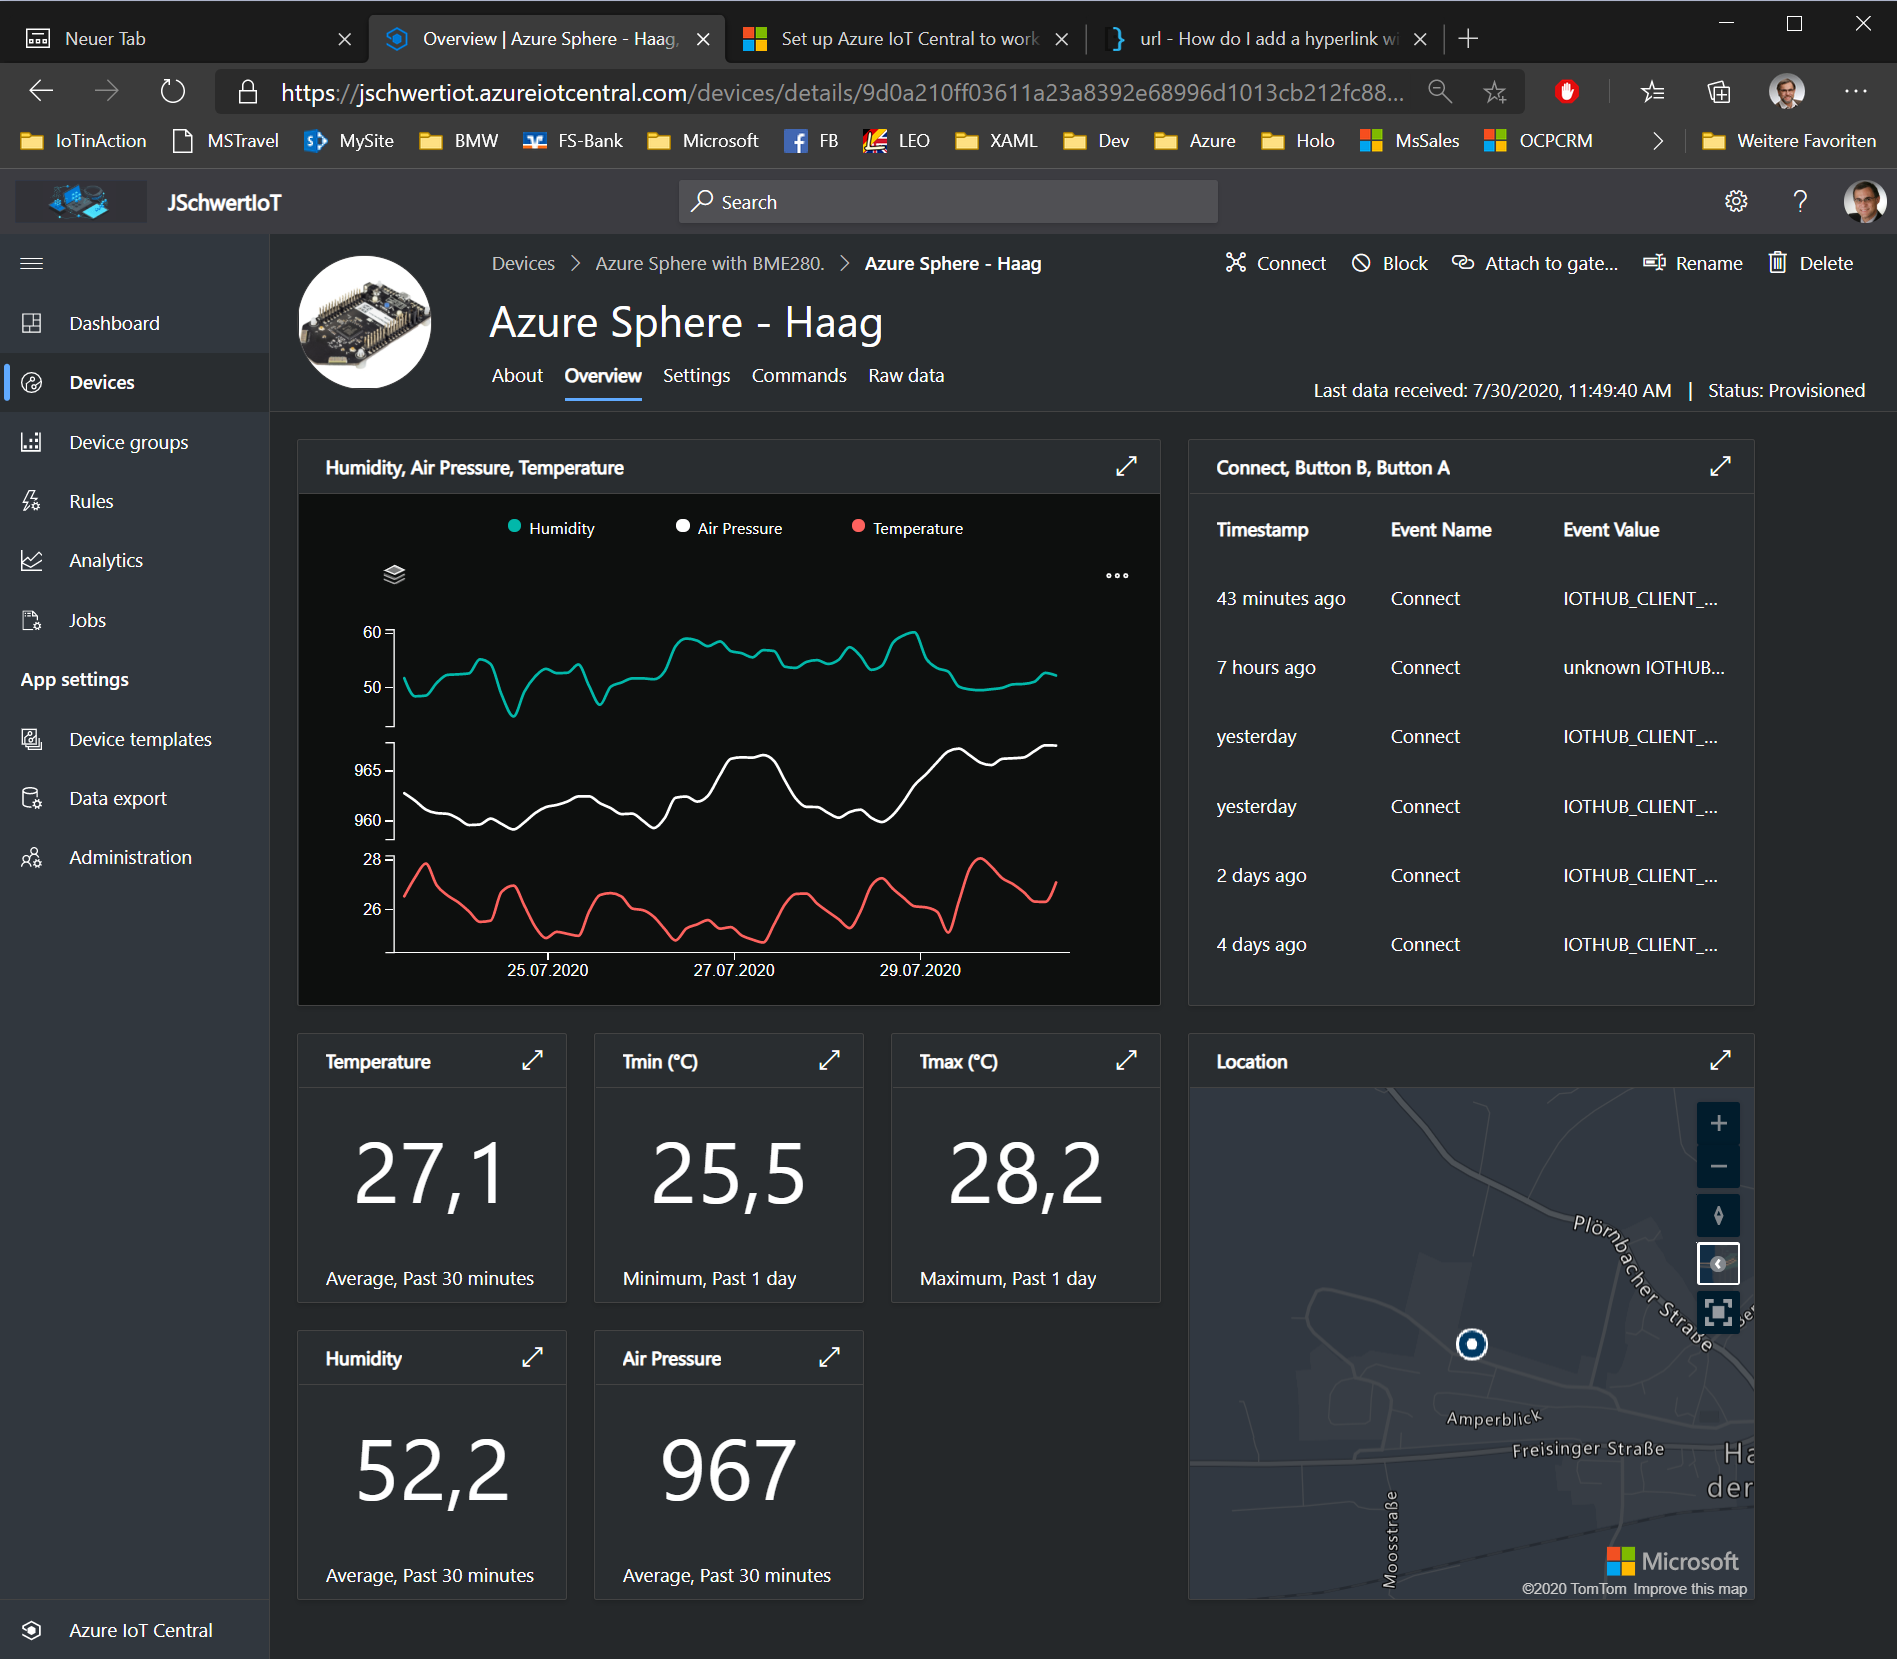 Neuer Tab
Overview | Azure Sphere - Haag,
Set up Azure IoT Central to work
url - How do I add a hyperlink wi
https://jschwertiot.azureiotcentral.com/devices/details/9d0a210ff03611a23a8392e68996d1013cb212fc88...
IoTinAction MSTravel MySite BMW FS-Bank Microsoft FB LEO XAML Dev Azure Holo MsSales OCPCRM Weitere Favoriten
JSchwertIoT
Search
Devices > Azure Sphere with BME280. > Azure Sphere - Haag
Connect Block Attach to gate... Rename Delete
Azure Sphere - Haag
About Overview Settings Commands Raw data
Last data received: 7/30/2020, 11:49:40 AM | Status: Provisioned
Dashboard
Devices
Device groups
Rules
Analytics
Jobs
App settings
Device templates
Data export
Administration
Azure IoT Central
Humidity, Air Pressure, Temperature
Humidity Air Pressure Temperature
60
50
965
960
28
26
25.07.2020 27.07.2020 29.07.2020
Connect, Button B, Button A
Timestamp Event Name Event Value
43 minutes ago Connect IOTHUB_CLIENT_...
7 hours ago Connect unknown IOTHUB...
yesterday Connect IOTHUB_CLIENT_...
yesterday Connect IOTHUB_CLIENT_...
2 days ago Connect IOTHUB_CLIENT_...
4 days ago Connect IOTHUB_CLIENT_...
Temperature
27,1
Average, Past 30 minutes
Tmin (°C)
25,5
Minimum, Past 1 day
Tmax (°C)
28,2
Maximum, Past 1 day
Humidity
52,2
Average, Past 30 minutes
Air Pressure
967
Average, Past 30 minutes
Location
Plörnbacher Straße
Amperblick
Freisinger Straße
Ha
der
Moosstraße
Microsoft
©2020 TomTom Improve this map